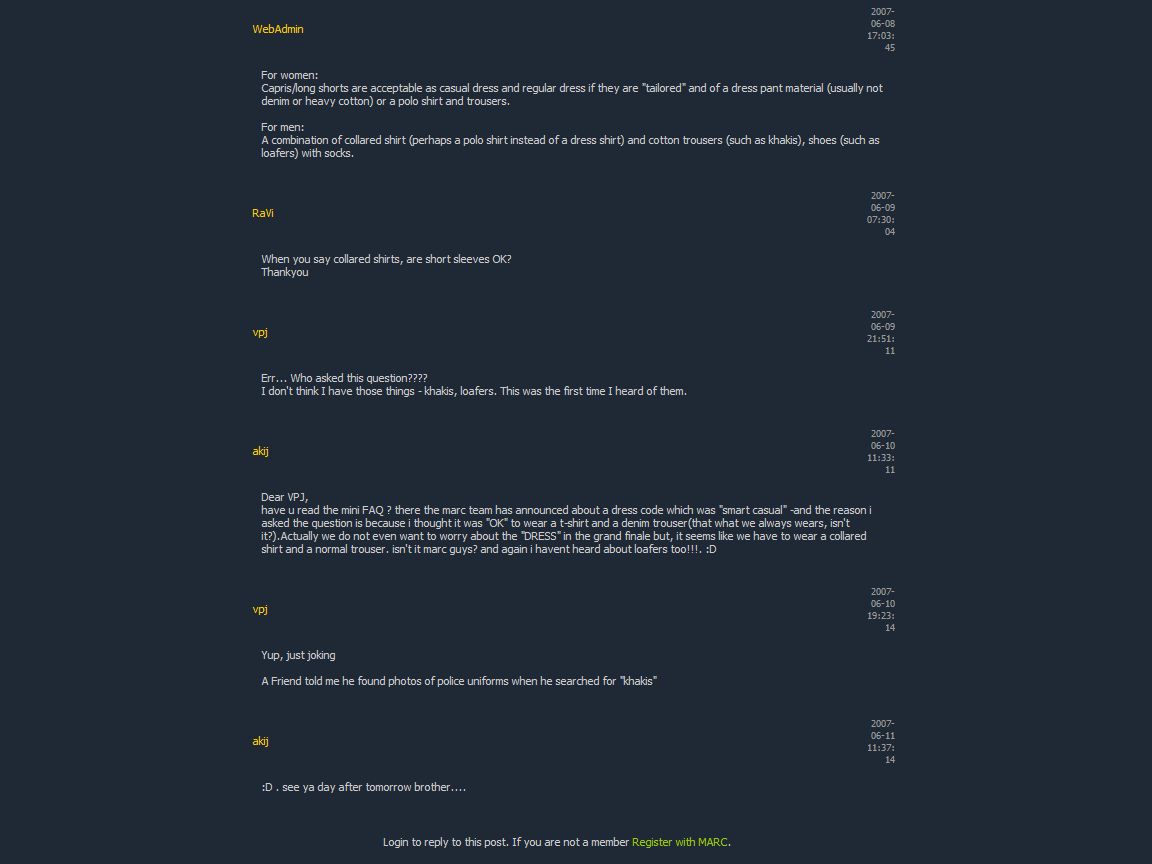 WebAdmin
2007-
06-08
17:03:
45
For women:
Capris/long shorts are acceptable as casual dress and regular dress if they are "tailored" and of a dress pant material (usually not
denim or heavy cotton) or a polo shirt and trousers.
For men:
A combination of collared shirt (perhaps a polo shirt instead of a dress shirt) and cotton trousers (such as khakis), shoes (such as
loafers) with socks.
RaVi
2007-
06-09
07:30:
04
When you say collared shirts, are short sleeves OK?
Thankyou
vpj
2007-
06-09
21:51:
11
Err... Who asked this question????
I don't think I have those things - khakis, loafers. This was the first time I heard of them.
akij
2007-
06-10
11:33:
11
Dear VPJ,
have u read the mini FAQ ? there the marc team has announced about a dress code which was "smart casual" -and the reason i
asked the question is because i thought it was "OK" to wear a t-shirt and a denim trouser(that what we always wears, isn't
it?).Actually we do not even want to worry about the "DRESS" in the grand finale but, it seems like we have to wear a collared
shirt and a normal trouser. isn't it marc guys? and again i havent heard about loafers too!!!. :D
vpj
2007-
06-10
19:23:
14
Yup, just joking
A Friend told me he found photos of police uniforms when he searched for "khakis"
akij
2007-
06-11
11:37:
14
:D . see ya day after tomorrow brother....
Login to reply to this post. If you are not a member Register with MARC.